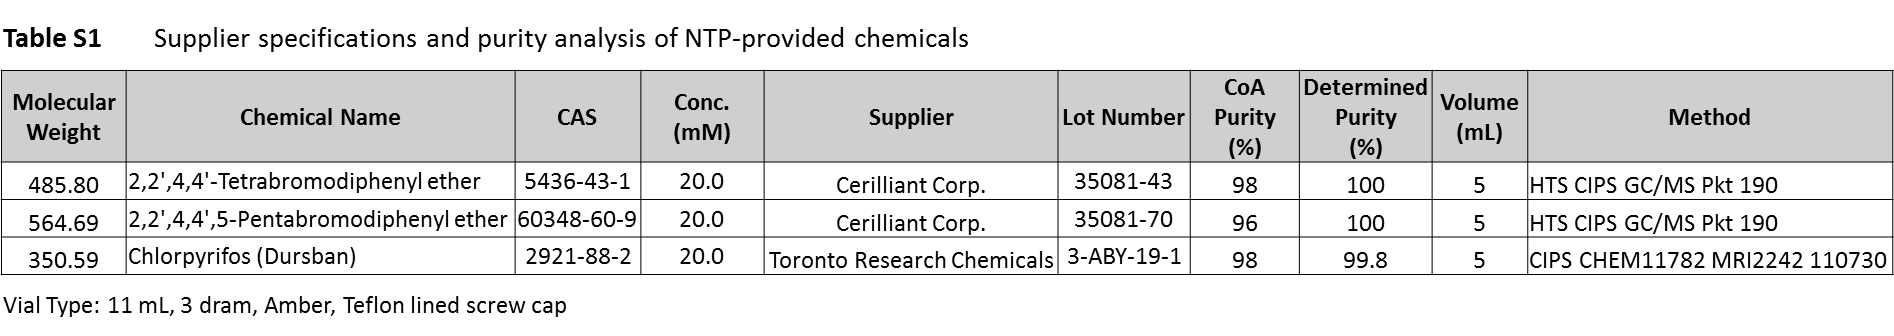 Table S1 Supplier specifications and purity analysis of NTP-provided chemicals
Molecular Weight Chemical Name CAS Conc. (mM) Supplier Lot Number CoA Purity (%) Determined Purity (%) Volume (mL) Method
485.80 2,2',4,4'-Tetrabromodiphenyl ether 5436-43-1 20.0 Cerilliant Corp. 35081-43 98 100 5 HTS CIPS GC/MS Pkt 190
564.69 2,2',4,4',5-Pentabromodiphenyl ether 60348-60-9 20.0 Cerilliant Corp. 35081-70 96 100 5 HTS CIPS GC/MS Pkt 190
350.59 Chlorpyrifos (Dursban) 2921-88-2 20.0 Toronto Research Chemicals 3-ABY-19-1 98 99.8 5 CIPS CHEM11782 MRI2242 110730
Vial Type: 11 mL, 3 dram, Amber, Teflon lined screw cap